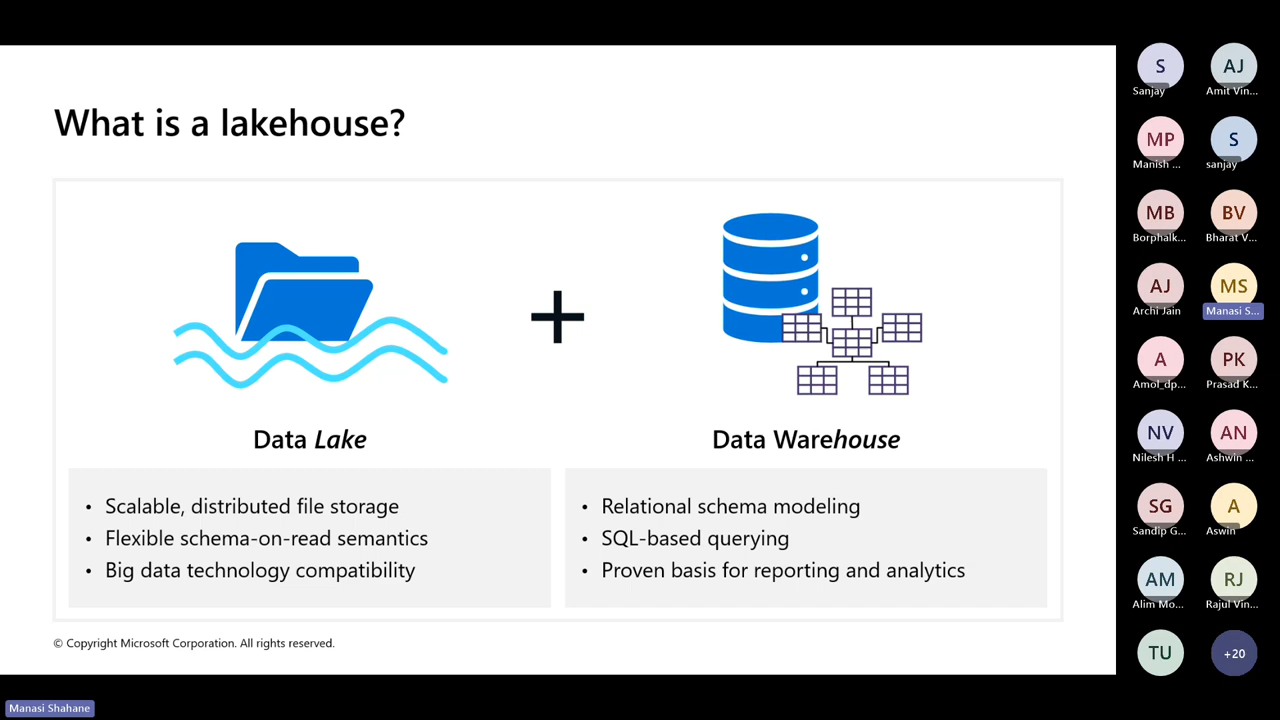 What is a lakehouse?
Data Lake
• Scalable, distributed file storage
• Flexible schema-on-read semantics
• Big data technology compatibility
Data Warehouse
• Relational schema modeling
• SQL-based querying
• Proven basis for reporting and analytics
© Copyright Microsoft Corporation. All rights reserved.
Manasi Shahane
S
Sanjay
AJ
Amit Vin...
MP
Manish ...
S
sanjay
MB
Borphalk...
BV
Bharat V...
AJ
Archi Jain
MS
Manasi S...
A
Amol_dp...
PK
Prasad K...
NV
Nilesh H ...
AN
Ashwin ...
SG
Sandip G...
A
Aswin
AM
Alim Mo...
RJ
Rajul Vin...
TU
+20